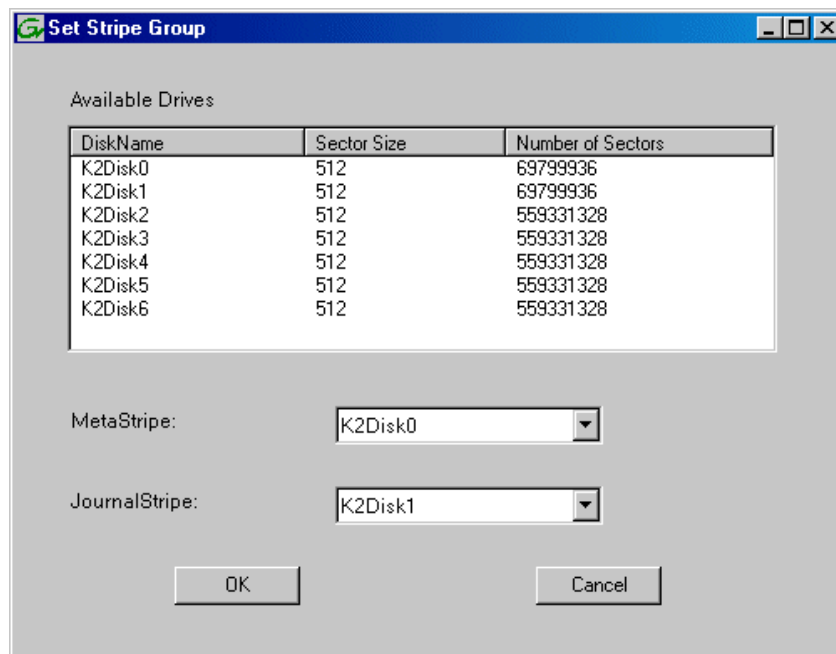 Set Stripe Group
Available Drives
DiskName Sector Size Number of Sectors
K2Disk0 512 69799936
K2Disk1 512 69799936
K2Disk2 512 559331328
K2Disk3 512 559331328
K2Disk4 512 559331328
K2Disk5 512 559331328
K2Disk6 512 559331328
MetaStripe: K2Disk0
JournalStripe: K2Disk1
OK Cancel